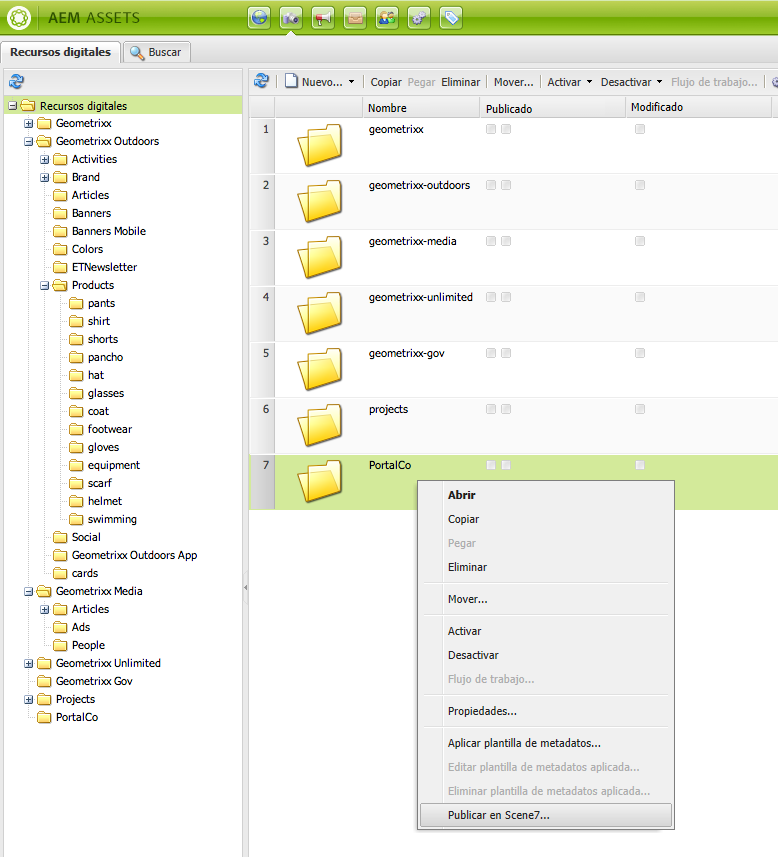 AEM ASSETS
Recursos digitales
Buscar
Recursos digitales
Geometrixx
Geometrixx Outdoors
Activities
Brand
Articles
Banners
Banners Mobile
Colors
ETNewsletter
Products
pants
shirt
shorts
pancho
hat
glasses
coat
footwear
gloves
equipment
scarf
helmet
swimming
Social
Geometrixx Outdoors App
cards
Geometrixx Media
Articles
Ads
People
Geometrixx Unlimited
Geometrixx Gov
Projects
PortalCo
Nuevo... Copiar Pegar Eliminar Mover... Activar Desactivar Flujo de trabajo...
Nombre Publicado Modificado
1 geometrixx
2 geometrixx-outdoors
3 geometrixx-media
4 geometrixx-unlimited
5 geometrixx-gov
6 projects
7 PortalCo
Abrir
Copiar
Pegar
Eliminar
Mover...
Activar
Desactivar
Flujo de trabajo...
Propiedades...
Aplicar plantilla de metadatos...
Editar plantilla de metadatos aplicada...
Eliminar plantilla de metadatos aplicada...
Publicar en Scene7...